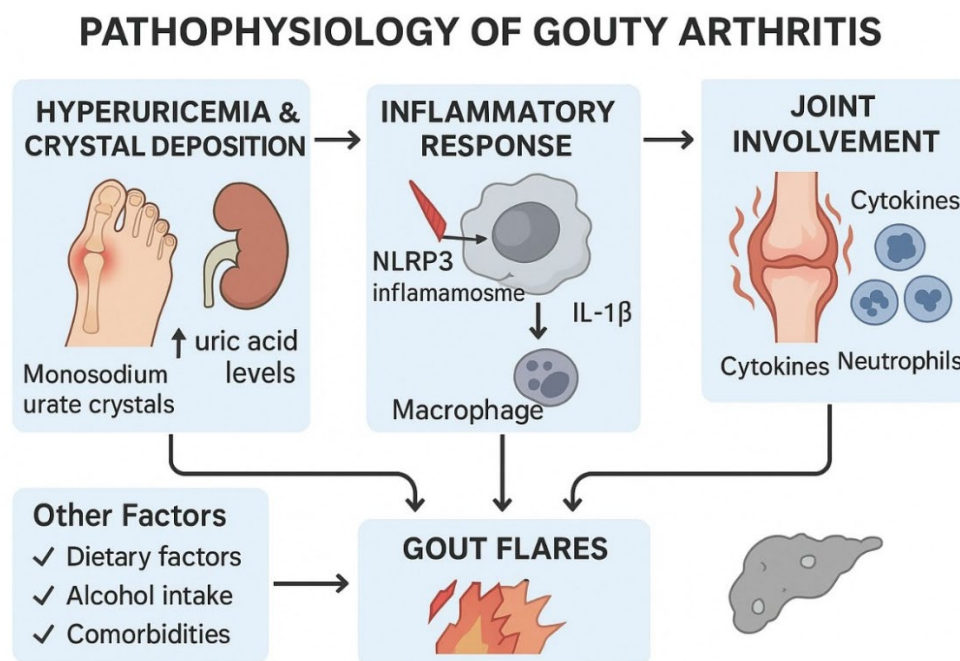 PATHOPHYSIOLOGY OF GOUTY ARTHRITIS
HYPERURICEMIA &
CRYSTAL DEPOSITION
↑ uric acid
levels
Monosodium
urate crystals
INFLAMMATORY
RESPONSE
NLRP3
inflamamosme
IL-1β
Macrophage
JOINT
INVOLVEMENT
Cytokines
Cytokines
Neutrophils
Other Factors
✓ Dietary factors
✓ Alcohol intake
✓ Comorbidities
GOUT FLARES